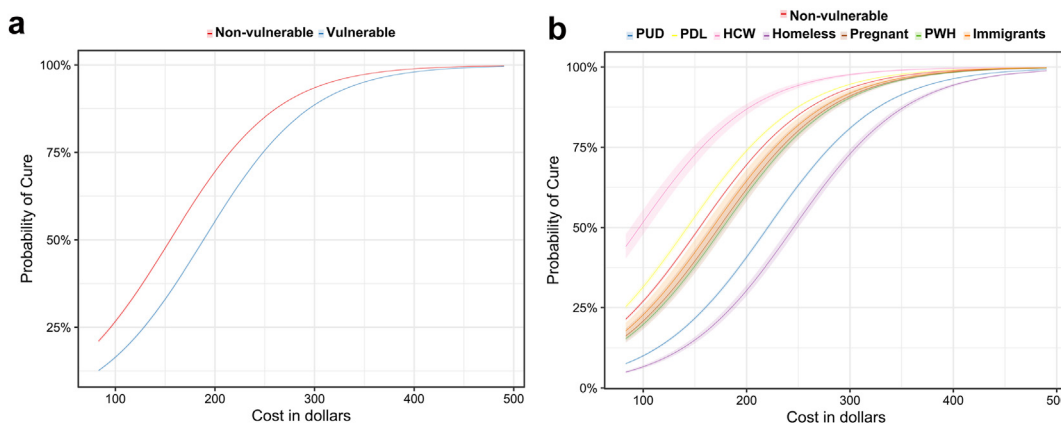 a
Non-vulnerable Vulnerable
100%
75%
50%
25%
Probability of Cure
100 200 300 400 500
Cost in dollars
b
Non-vulnerable
PUD PDL HCW Homeless Pregnant PWH Immigrants
100%
75%
50%
25%
0%
Probability of Cure
100 200 300 400 50
Cost in dollars